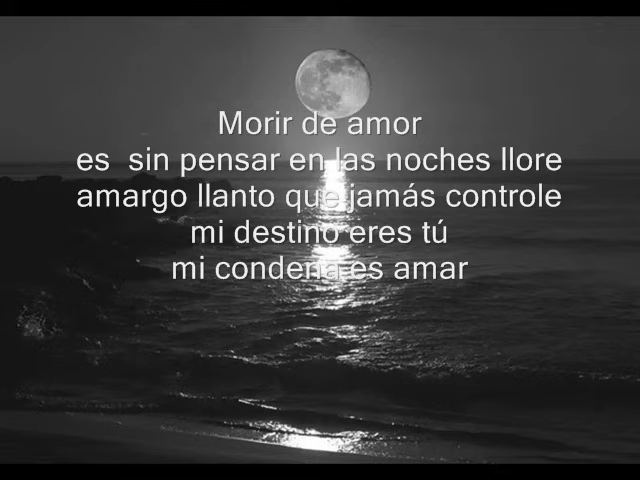 Morir de amor
es  sin pensar en las noches llore
amargo llanto que jamás controle
mi destino eres tú
mi condena es amar